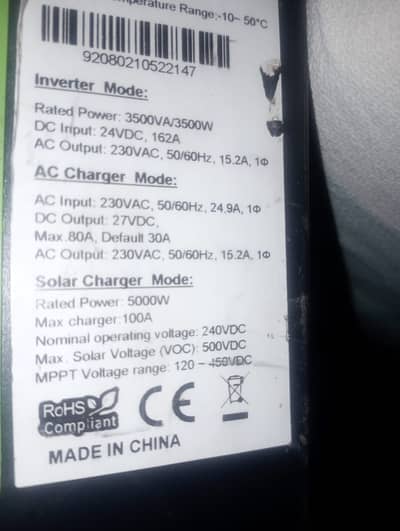 Temperature Range:-10~ 50°C
92080210522147
Inverter Mode:
Rated Power: 3500VA/3500W
DC Input: 24VDC, 162A
AC Output: 230VAC, 50/60Hz, 15.2A, 1Φ
AC Charger Mode:
AC Input: 230VAC, 50/60Hz, 24.9A, 1Φ
DC Output: 27VDC,
Max.80A, Default 30A
AC Output: 230VAC, 50/60Hz, 15.2A, 1Φ
Solar Charger Mode:
Rated Power: 5000W
Max charger:100A
Nominal operating voltage: 240VDC
Max. Solar Voltage (VOC): 500VDC
MPPT Voltage range: 120 ~ 450VDC
RoHS
Compliant
CE
MADE IN CHINA